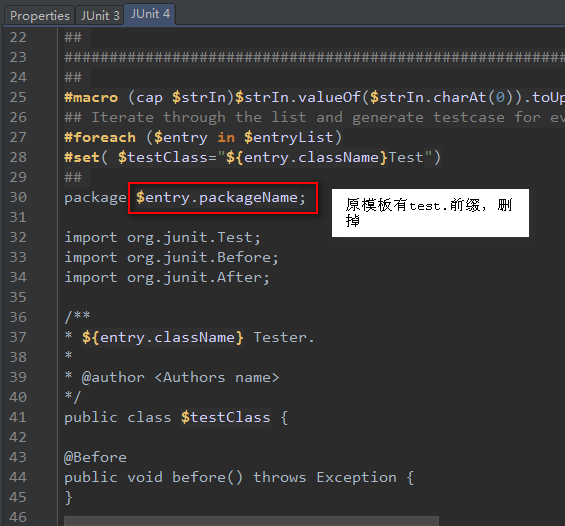 Properties JUnit 3 JUnit 4
22 ##
23 ##############################################################
24 ##
25 #macro (cap $strIn)$strIn.valueOf($strIn.charAt(0)).toUp
26 ## Iterate through the list and generate testcase for ev
27 #foreach ($entry in $entryList)
28 #set( $testClass="${entry.className}Test")
29 ##
30 package $entry.packageName;
原模板有test.前缀，删
掉
31
32 import org.junit.Test;
33 import org.junit.Before;
34 import org.junit.After;
35
36 /**
37 * ${entry.className} Tester.
38 *
39 * @author <Authors name>
40 */
41 public class $testClass {
42
43 @Before
44 public void before() throws Exception {
45 }
46